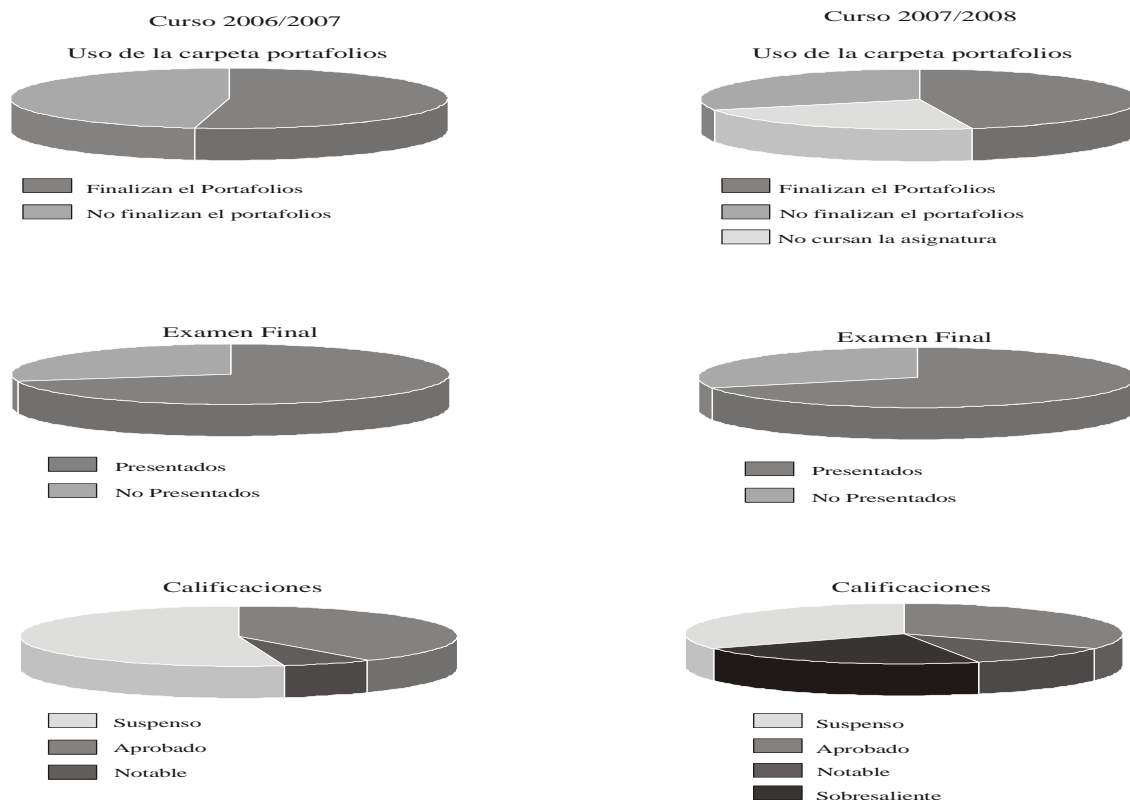 Curso 2006/2007
Uso de la carpeta portafolios
Finalizan el Portafolios
No finalizan el portafolios
Examen Final
Presentados
No Presentados
Calificaciones
Suspenso
Aprobado
Notable
Curso 2007/2008
Uso de la carpeta portafolios
Finalizan el Portafolios
No finalizan el portafolios
No cursan la asignatura
Examen Final
Presentados
No Presentados
Calificaciones
Suspenso
Aprobado
Notable
Sobresaliente